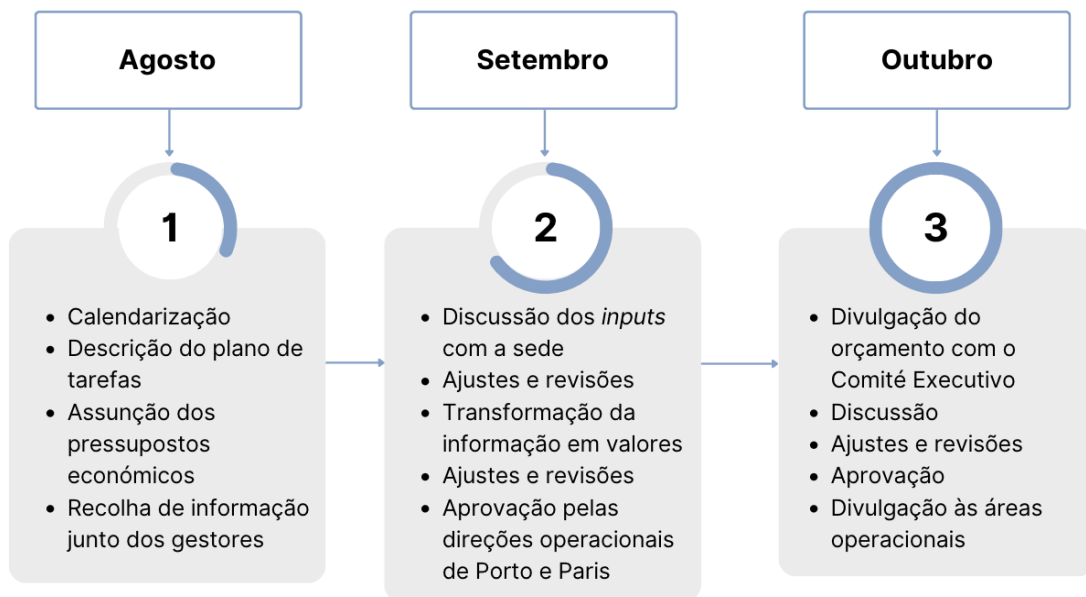 Agosto
1
• Calendarização
• Descrição do plano de
tarefas
• Assunção dos
pressupostos
económicos
• Recolha de informação
junto dos gestores
Setembro
2
• Discussão dos inputs
com a sede
• Ajustes e revisões
• Transformação da
informação em valores
• Ajustes e revisões
• Aprovação pelas
direções operacionais
de Porto e Paris
Outubro
3
• Divulgação do
orçamento com o
Comité Executivo
• Discussão
• Ajustes e revisões
• Aprovação
• Divulgação às áreas
operacionais